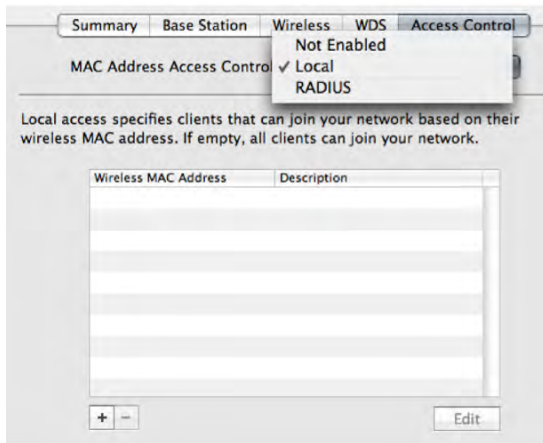 Summary Base Station Wireless WDS Access Control
Not Enabled
MAC Address Access Control ✓ Local
RADIUS
Local access specifies clients that can join your network based on their
wireless MAC address. If empty, all clients can join your network.
Wireless MAC Address Description
+ −
Edit